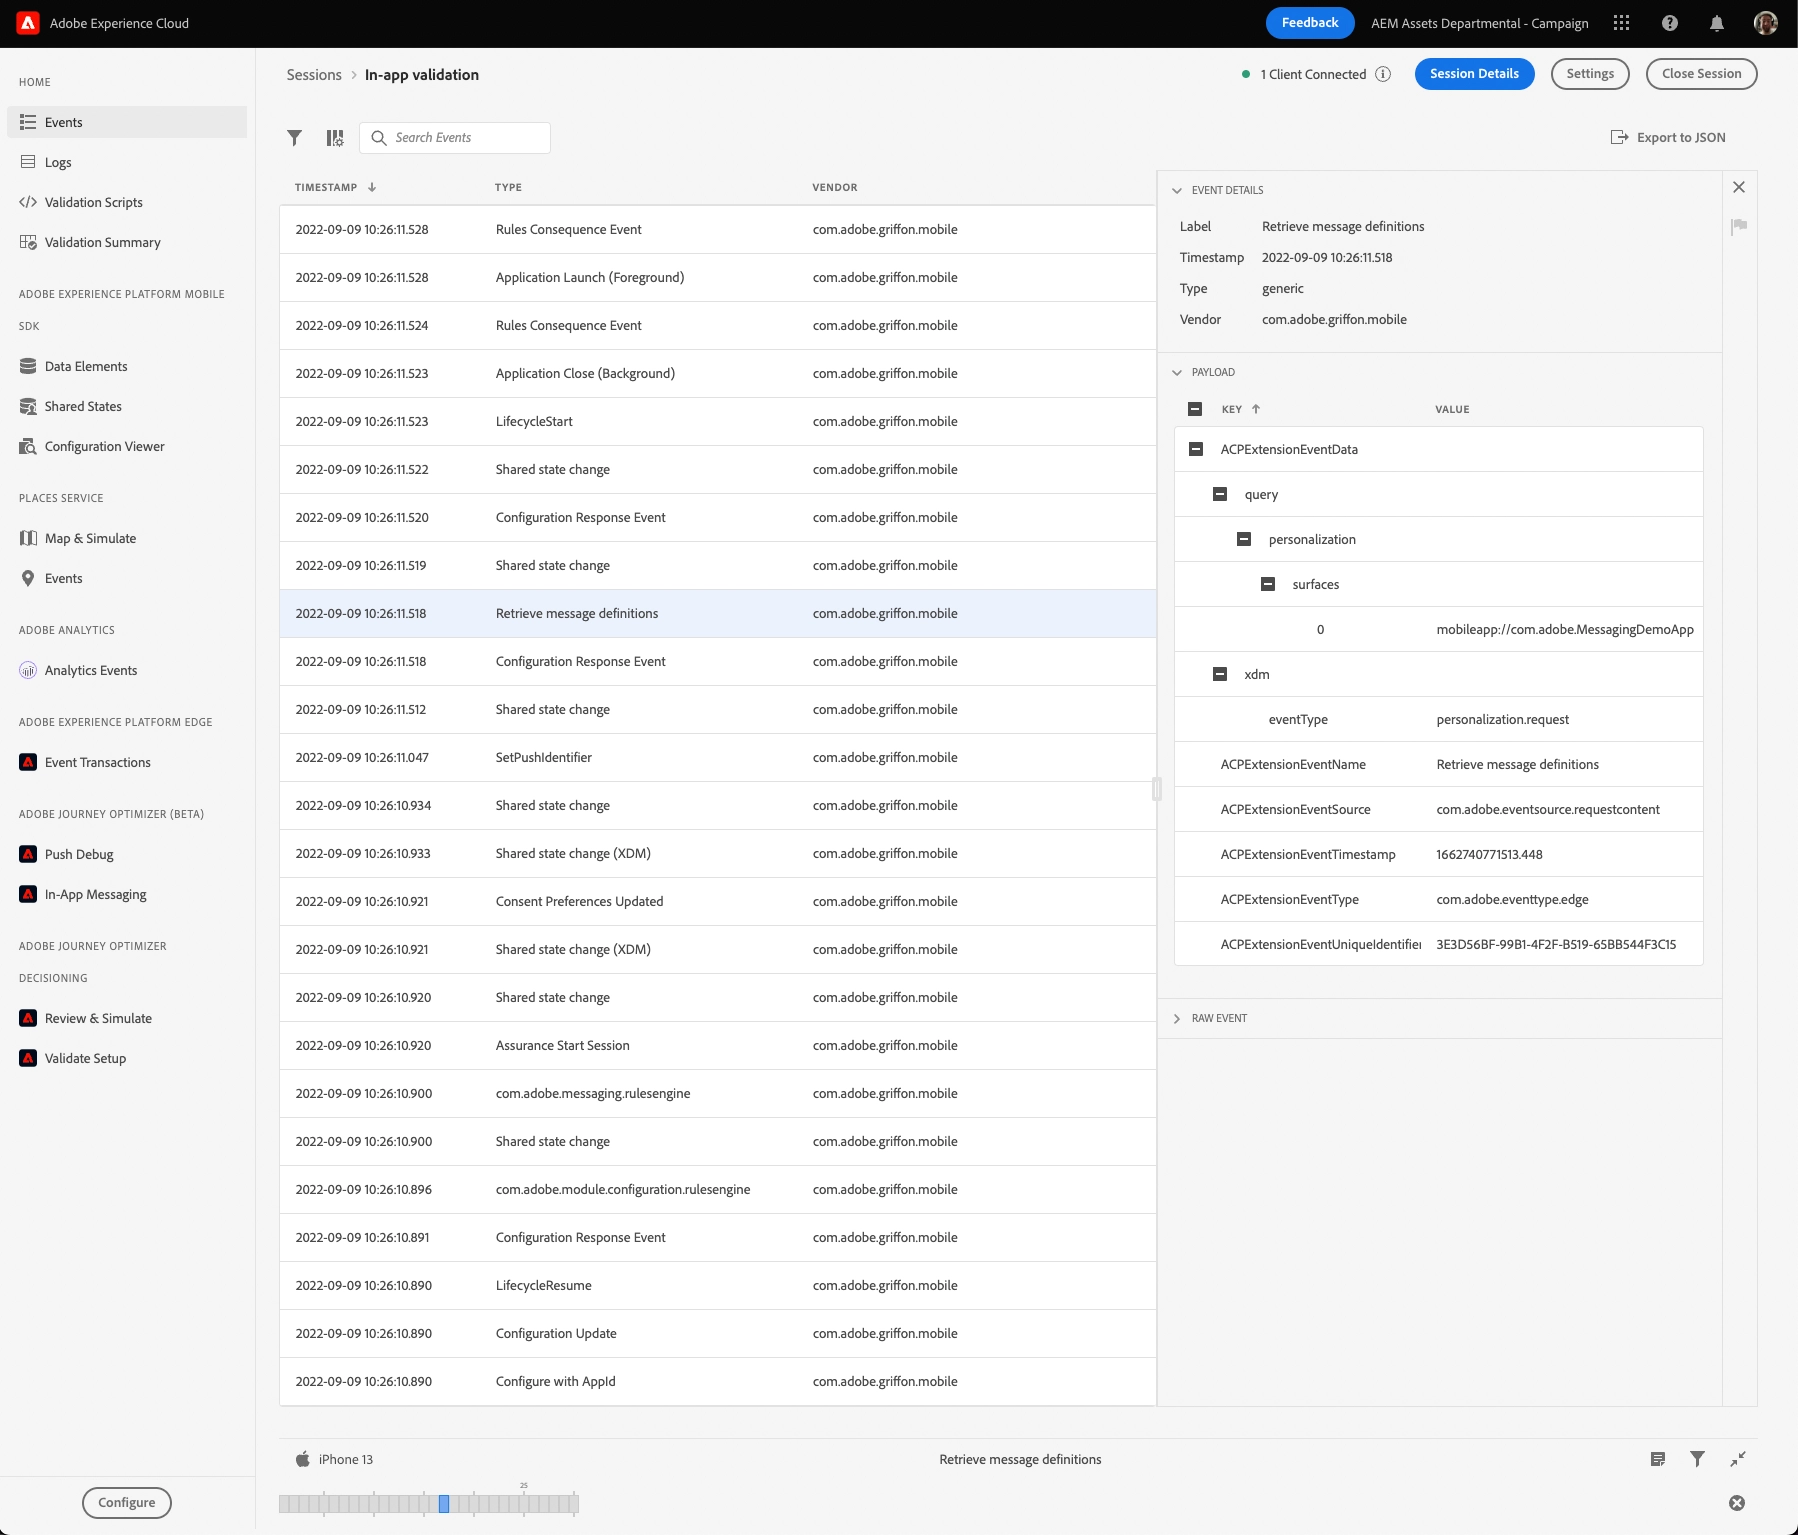 Adobe Experience Cloud
Feedback
AEM Assets Departmental - Campaign
HOME
Events
Logs
Validation Scripts
Validation Summary
ADOBE EXPERIENCE PLATFORM MOBILE
SDK
Data Elements
Shared States
Configuration Viewer
PLACES SERVICE
Map & Simulate
Events
ADOBE ANALYTICS
Analytics Events
ADOBE EXPERIENCE PLATFORM EDGE
Event Transactions
ADOBE JOURNEY OPTIMIZER (BETA)
Push Debug
In-App Messaging
ADOBE JOURNEY OPTIMIZER
DECISIONING
Review & Simulate
Validate Setup
Configure
Sessions > In-app validation
1 Client Connected
Session Details
Settings
Close Session
Search Events
Export to JSON
TIMESTAMP TYPE VENDOR
2022-09-09 10:26:11.528 Rules Consequence Event com.adobe.griffon.mobile
2022-09-09 10:26:11.528 Application Launch (Foreground) com.adobe.griffon.mobile
2022-09-09 10:26:11.524 Rules Consequence Event com.adobe.griffon.mobile
2022-09-09 10:26:11.523 Application Close (Background) com.adobe.griffon.mobile
2022-09-09 10:26:11.523 LifecycleStart com.adobe.griffon.mobile
2022-09-09 10:26:11.522 Shared state change com.adobe.griffon.mobile
2022-09-09 10:26:11.520 Configuration Response Event com.adobe.griffon.mobile
2022-09-09 10:26:11.519 Shared state change com.adobe.griffon.mobile
2022-09-09 10:26:11.518 Retrieve message definitions com.adobe.griffon.mobile
2022-09-09 10:26:11.518 Configuration Response Event com.adobe.griffon.mobile
2022-09-09 10:26:11.512 Shared state change com.adobe.griffon.mobile
2022-09-09 10:26:11.047 SetPushIdentifier com.adobe.griffon.mobile
2022-09-09 10:26:10.934 Shared state change com.adobe.griffon.mobile
2022-09-09 10:26:10.933 Shared state change (XDM) com.adobe.griffon.mobile
2022-09-09 10:26:10.921 Consent Preferences Updated com.adobe.griffon.mobile
2022-09-09 10:26:10.921 Shared state change (XDM) com.adobe.griffon.mobile
2022-09-09 10:26:10.920 Shared state change com.adobe.griffon.mobile
2022-09-09 10:26:10.920 Assurance Start Session com.adobe.griffon.mobile
2022-09-09 10:26:10.900 com.adobe.messaging.rulesengine com.adobe.griffon.mobile
2022-09-09 10:26:10.900 Shared state change com.adobe.griffon.mobile
2022-09-09 10:26:10.896 com.adobe.module.configuration.rulesengine com.adobe.griffon.mobile
2022-09-09 10:26:10.891 Configuration Response Event com.adobe.griffon.mobile
2022-09-09 10:26:10.890 LifecycleResume com.adobe.griffon.mobile
2022-09-09 10:26:10.890 Configuration Update com.adobe.griffon.mobile
2022-09-09 10:26:10.890 Configure with AppId com.adobe.griffon.mobile
EVENT DETAILS
Label Retrieve message definitions
Timestamp 2022-09-09 10:26:11.518
Type generic
Vendor com.adobe.griffon.mobile
PAYLOAD
KEY VALUE
ACPExtensionEventData
query
personalization
surfaces
0 mobileapp://com.adobe.MessagingDemoApp
xdm
eventType personalization.request
ACPExtensionEventName Retrieve message definitions
ACPExtensionEventSource com.adobe.eventsource.requestcontent
ACPExtensionEventTimestamp 1662740771513.448
ACPExtensionEventType com.adobe.eventtype.edge
ACPExtensionEventUniqueIdentifier 3E3D56BF-99B1-4F2F-B519-65BB544F3C15
RAW EVENT
iPhone 13
Retrieve message definitions
25